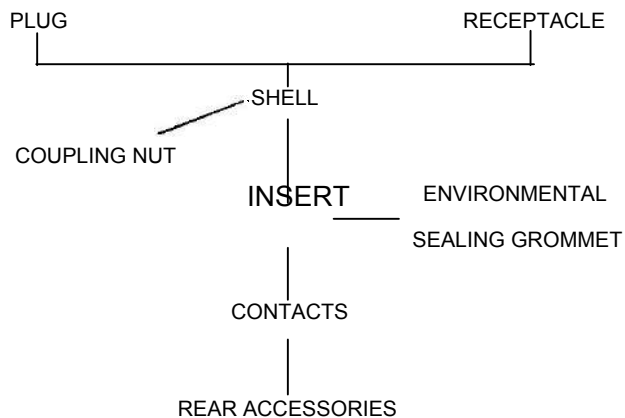 PLUG
RECEPTACLE
SHELL
COUPLING NUT
INSERT
ENVIRONMENTAL
SEALING GROMMET
CONTACTS
REAR ACCESSORIES